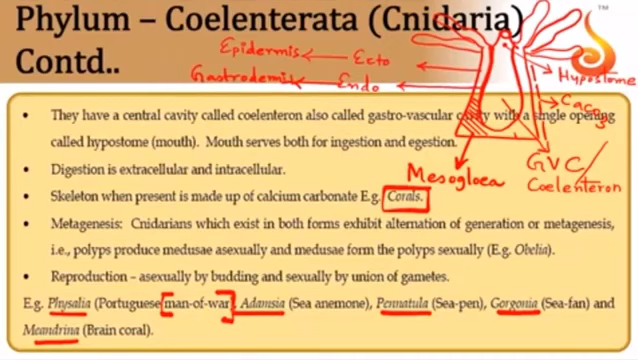 Phylum – Coelenterata (Cnidaria)
Contd..
TM
Epidermis ← Ecto
Gastrodemis ← Endo
Hypostome
CaCO3
Mesogloea
GVC/
Coelenteron
• They have a central cavity called coelenteron also called gastro-vascular cavity with a single opening
called hypostome (mouth). Mouth serves both for ingestion and egestion.
• Digestion is extracellular and intracellular.
• Skeleton when present is made up of calcium carbonate E.g. Corals.
• Metagenesis: Cnidarians which exist in both forms exhibit alternation of generation or metagenesis,
i.e., polyps produce medusae asexually and medusae form the polyps sexually (E.g. Obelia).
• Reproduction – asexually by budding and sexually by union of gametes.
E.g. Physalia (Portuguese man-of-war), Adamsia (Sea anemone), Pennatula (Sea-pen), Gorgonia (Sea-fan) and
Meandrina (Brain coral).